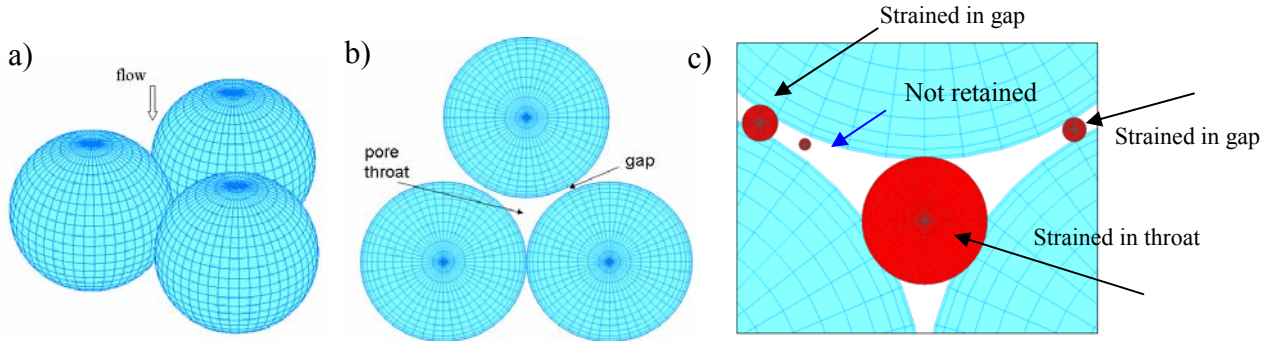 a)
flow
b)
pore
throat
gap
c)
Strained in gap
Not retained
Strained in gap
Strained in throat